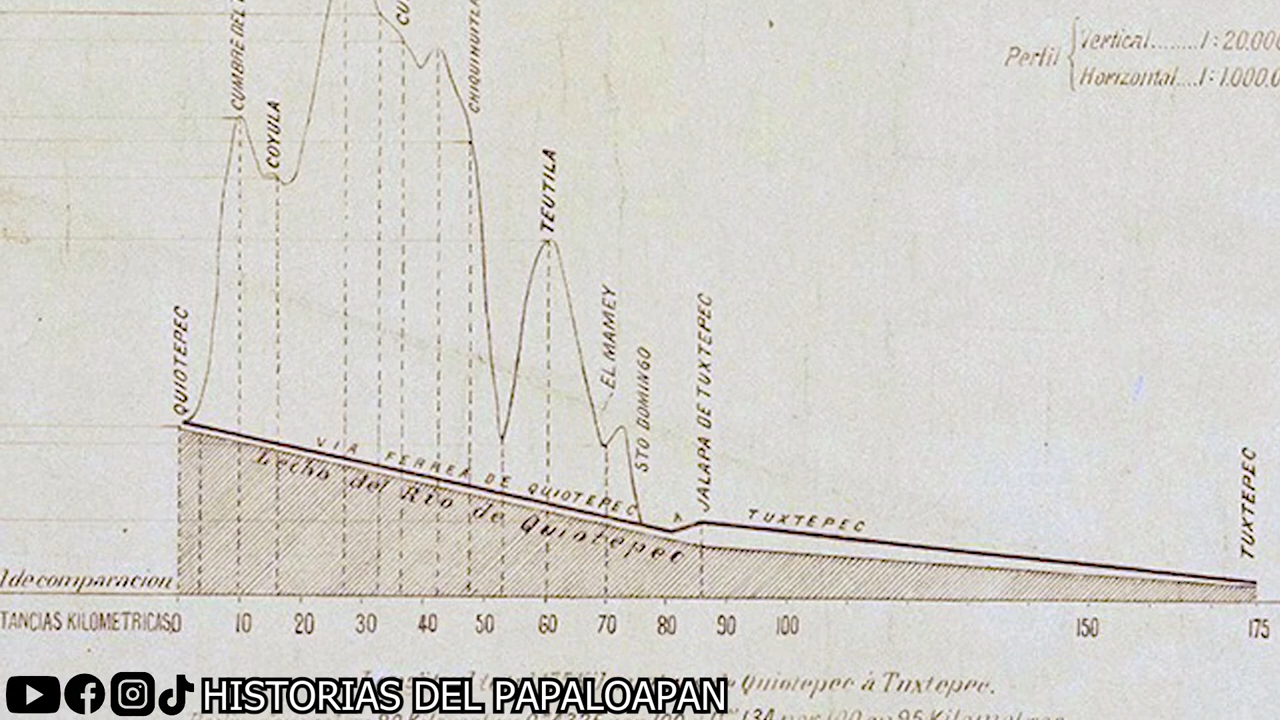 CUMBRE DEL
COYULA
CU
CHIQUIHUITLA
Perfil
Vertical........1:20.000
Horizontal....1:1.000.0
TEUTILA
QUIOTEPEC
EL MAMEY
STO DOMINGO
JALAPA DE TUXTEPEC
TUXTEPEC
VIA FERREA DE QUIOTEPEC A TUXTEPEC
Lecho del Rio de Quiotepec
l de comparacion
TANCIAS KILOMETRICAS 0 10 20 30 40 50 60 70 80 90 100 150 175
Quiotepec á Tuxtepec.
HISTORIAS DEL PAPALOAPAN